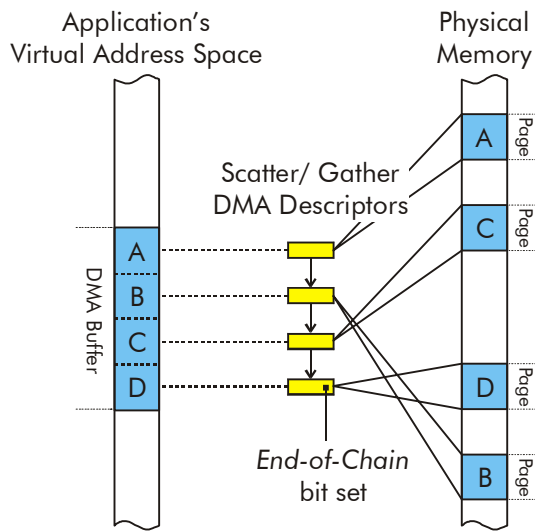 Application's
Virtual Address Space
Physical
Memory
Scatter/ Gather
DMA Descriptors
DMA Buffer
A
B
C
D
A
Page
C
Page
D
Page
B
Page
End-of-Chain
bit set